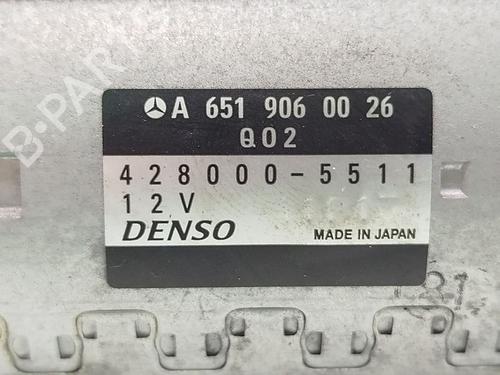 A 651 906 00 26
Q02
428000-5511
12V
DENSO MADE IN JAPAN
B-PARTS